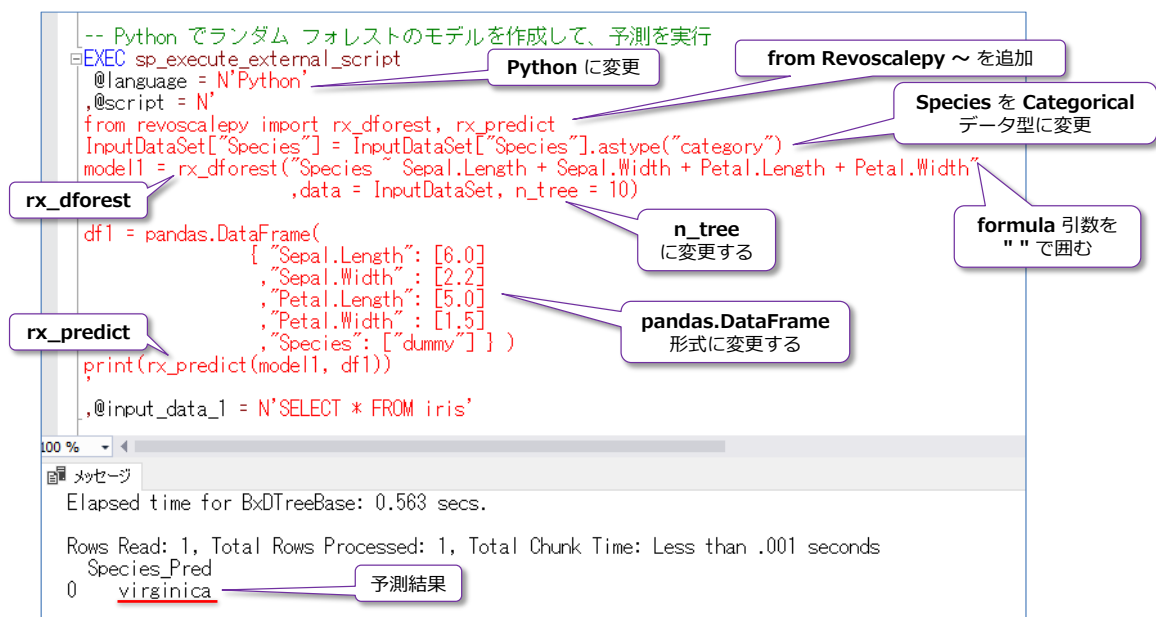 -- Python でランダム フォレストのモデルを作成して、予測を実行
EXEC sp_execute_external_script
@language = N'Python'
,@script = N'
from revoscalepy import rx_dforest, rx_predict
InputDataSet["Species"] = InputDataSet["Species"].astype("category")
model1 = rx_dforest("Species ~ Sepal.Length + Sepal.Width + Petal.Length + Petal.Width"
,data = InputDataSet, n_tree = 10)
df1 = pandas.DataFrame(
{ "Sepal.Length": [6.0]
,"Sepal.Width" : [2.2]
,"Petal.Length": [5.0]
,"Petal.Width" : [1.5]
,"Species": ["dummy"] } )
print(rx_predict(model1, df1))
'
,@input_data_1 = N'SELECT * FROM iris'
Python に変更
from Revoscalepy ～ を追加
Species を Categorical
データ型に変更
rx_dforest
n_tree
に変更する
formula 引数を
" " で囲む
rx_predict
pandas.DataFrame
形式に変更する
100 %
メッセージ
Elapsed time for BxDTreeBase: 0.563 secs.
Rows Read: 1, Total Rows Processed: 1, Total Chunk Time: Less than .001 seconds
Species_Pred
0 virginica
予測結果